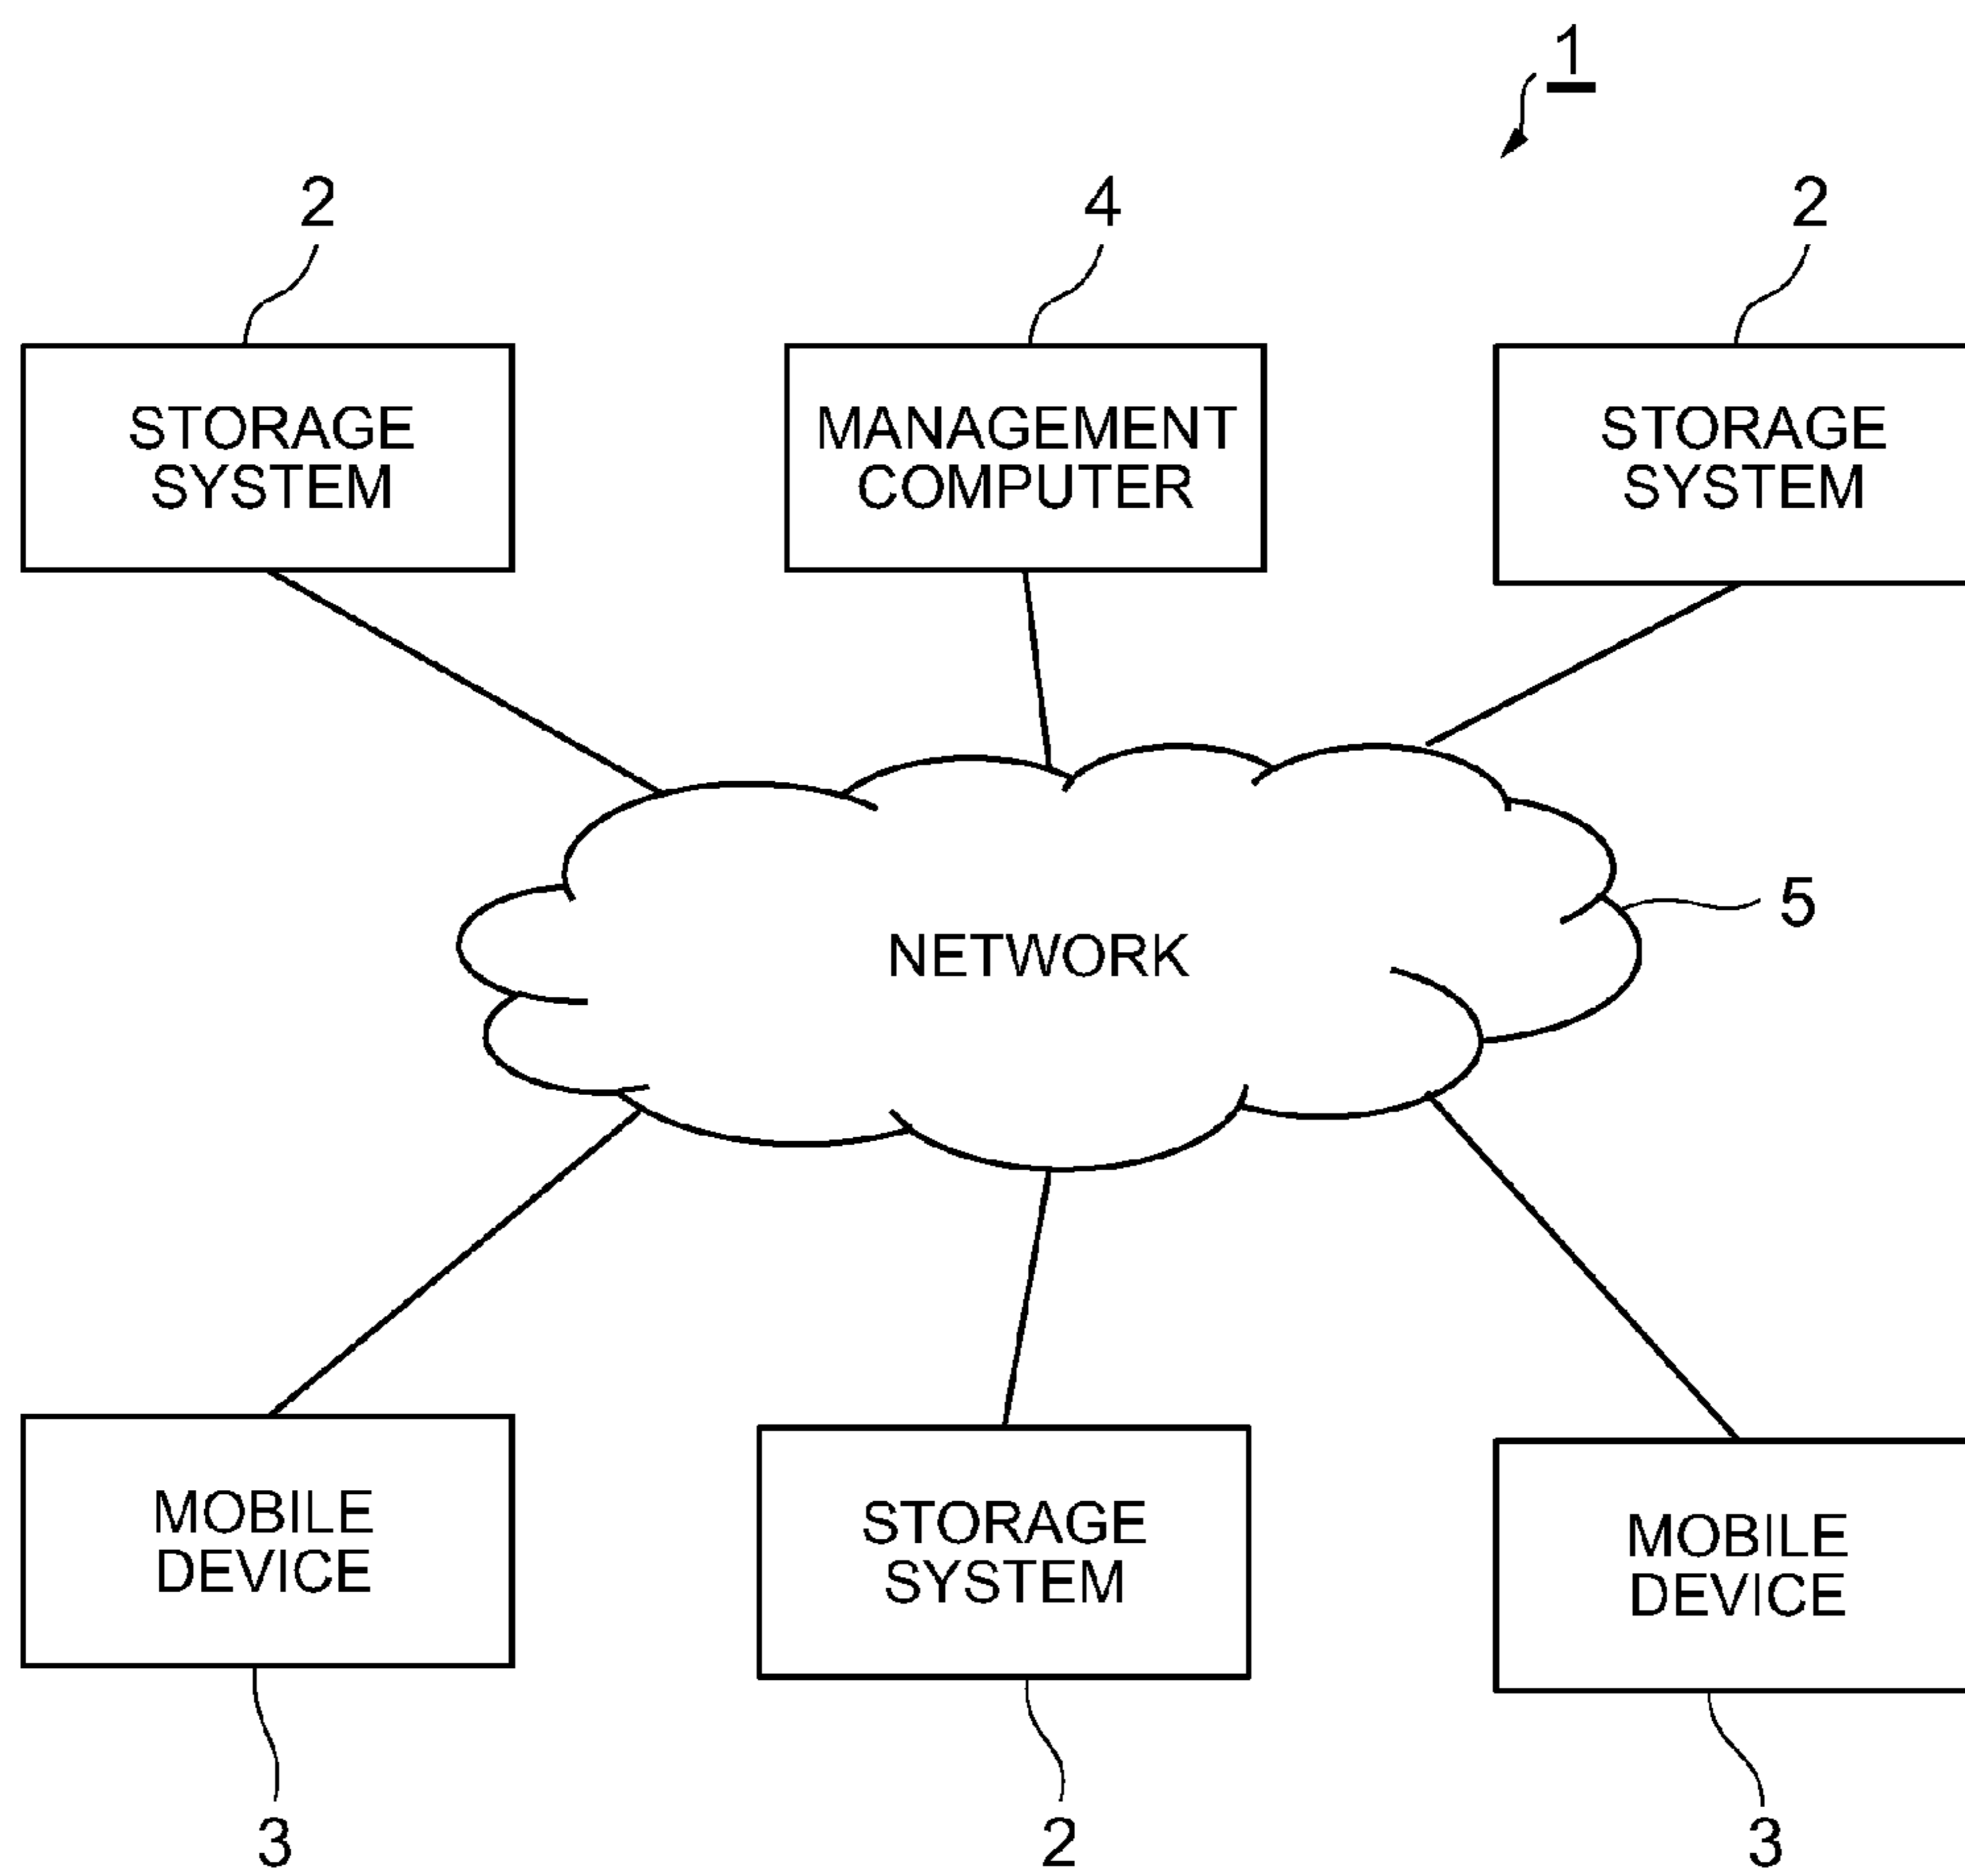 1
2
4
2
STORAGE
SYSTEM
MANAGEMENT
COMPUTER
STORAGE
SYSTEM
5
NETWORK
MOBILE
DEVICE
STORAGE
SYSTEM
MOBILE
DEVICE
3
2
3